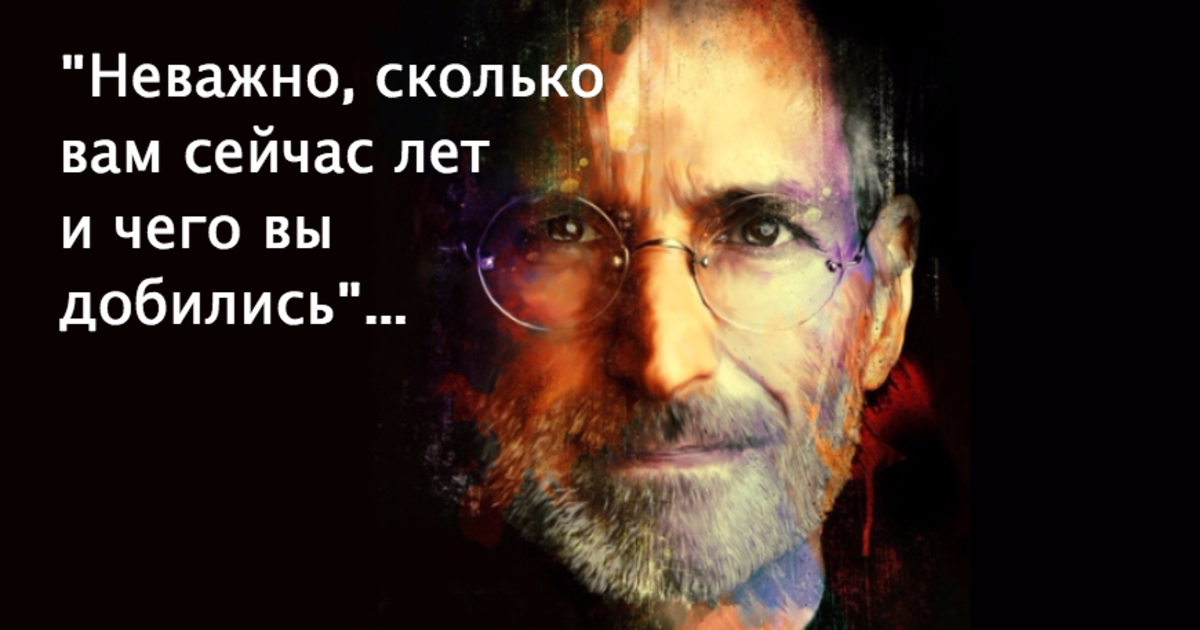 "Неважно, сколько
вам сейчас лет
и чего вы
добились"...